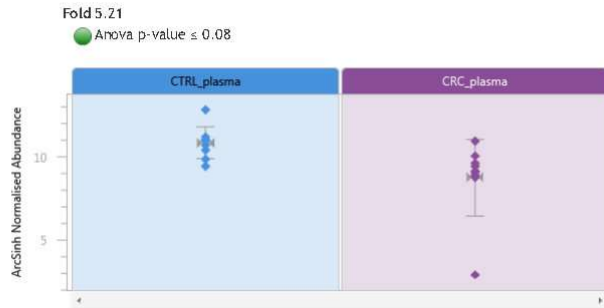 Fold 5.21
Anova p-value ≤ 0.08
CTRL_plasma
CRC_plasma
ArcSinh Normalised Abundance
10
5